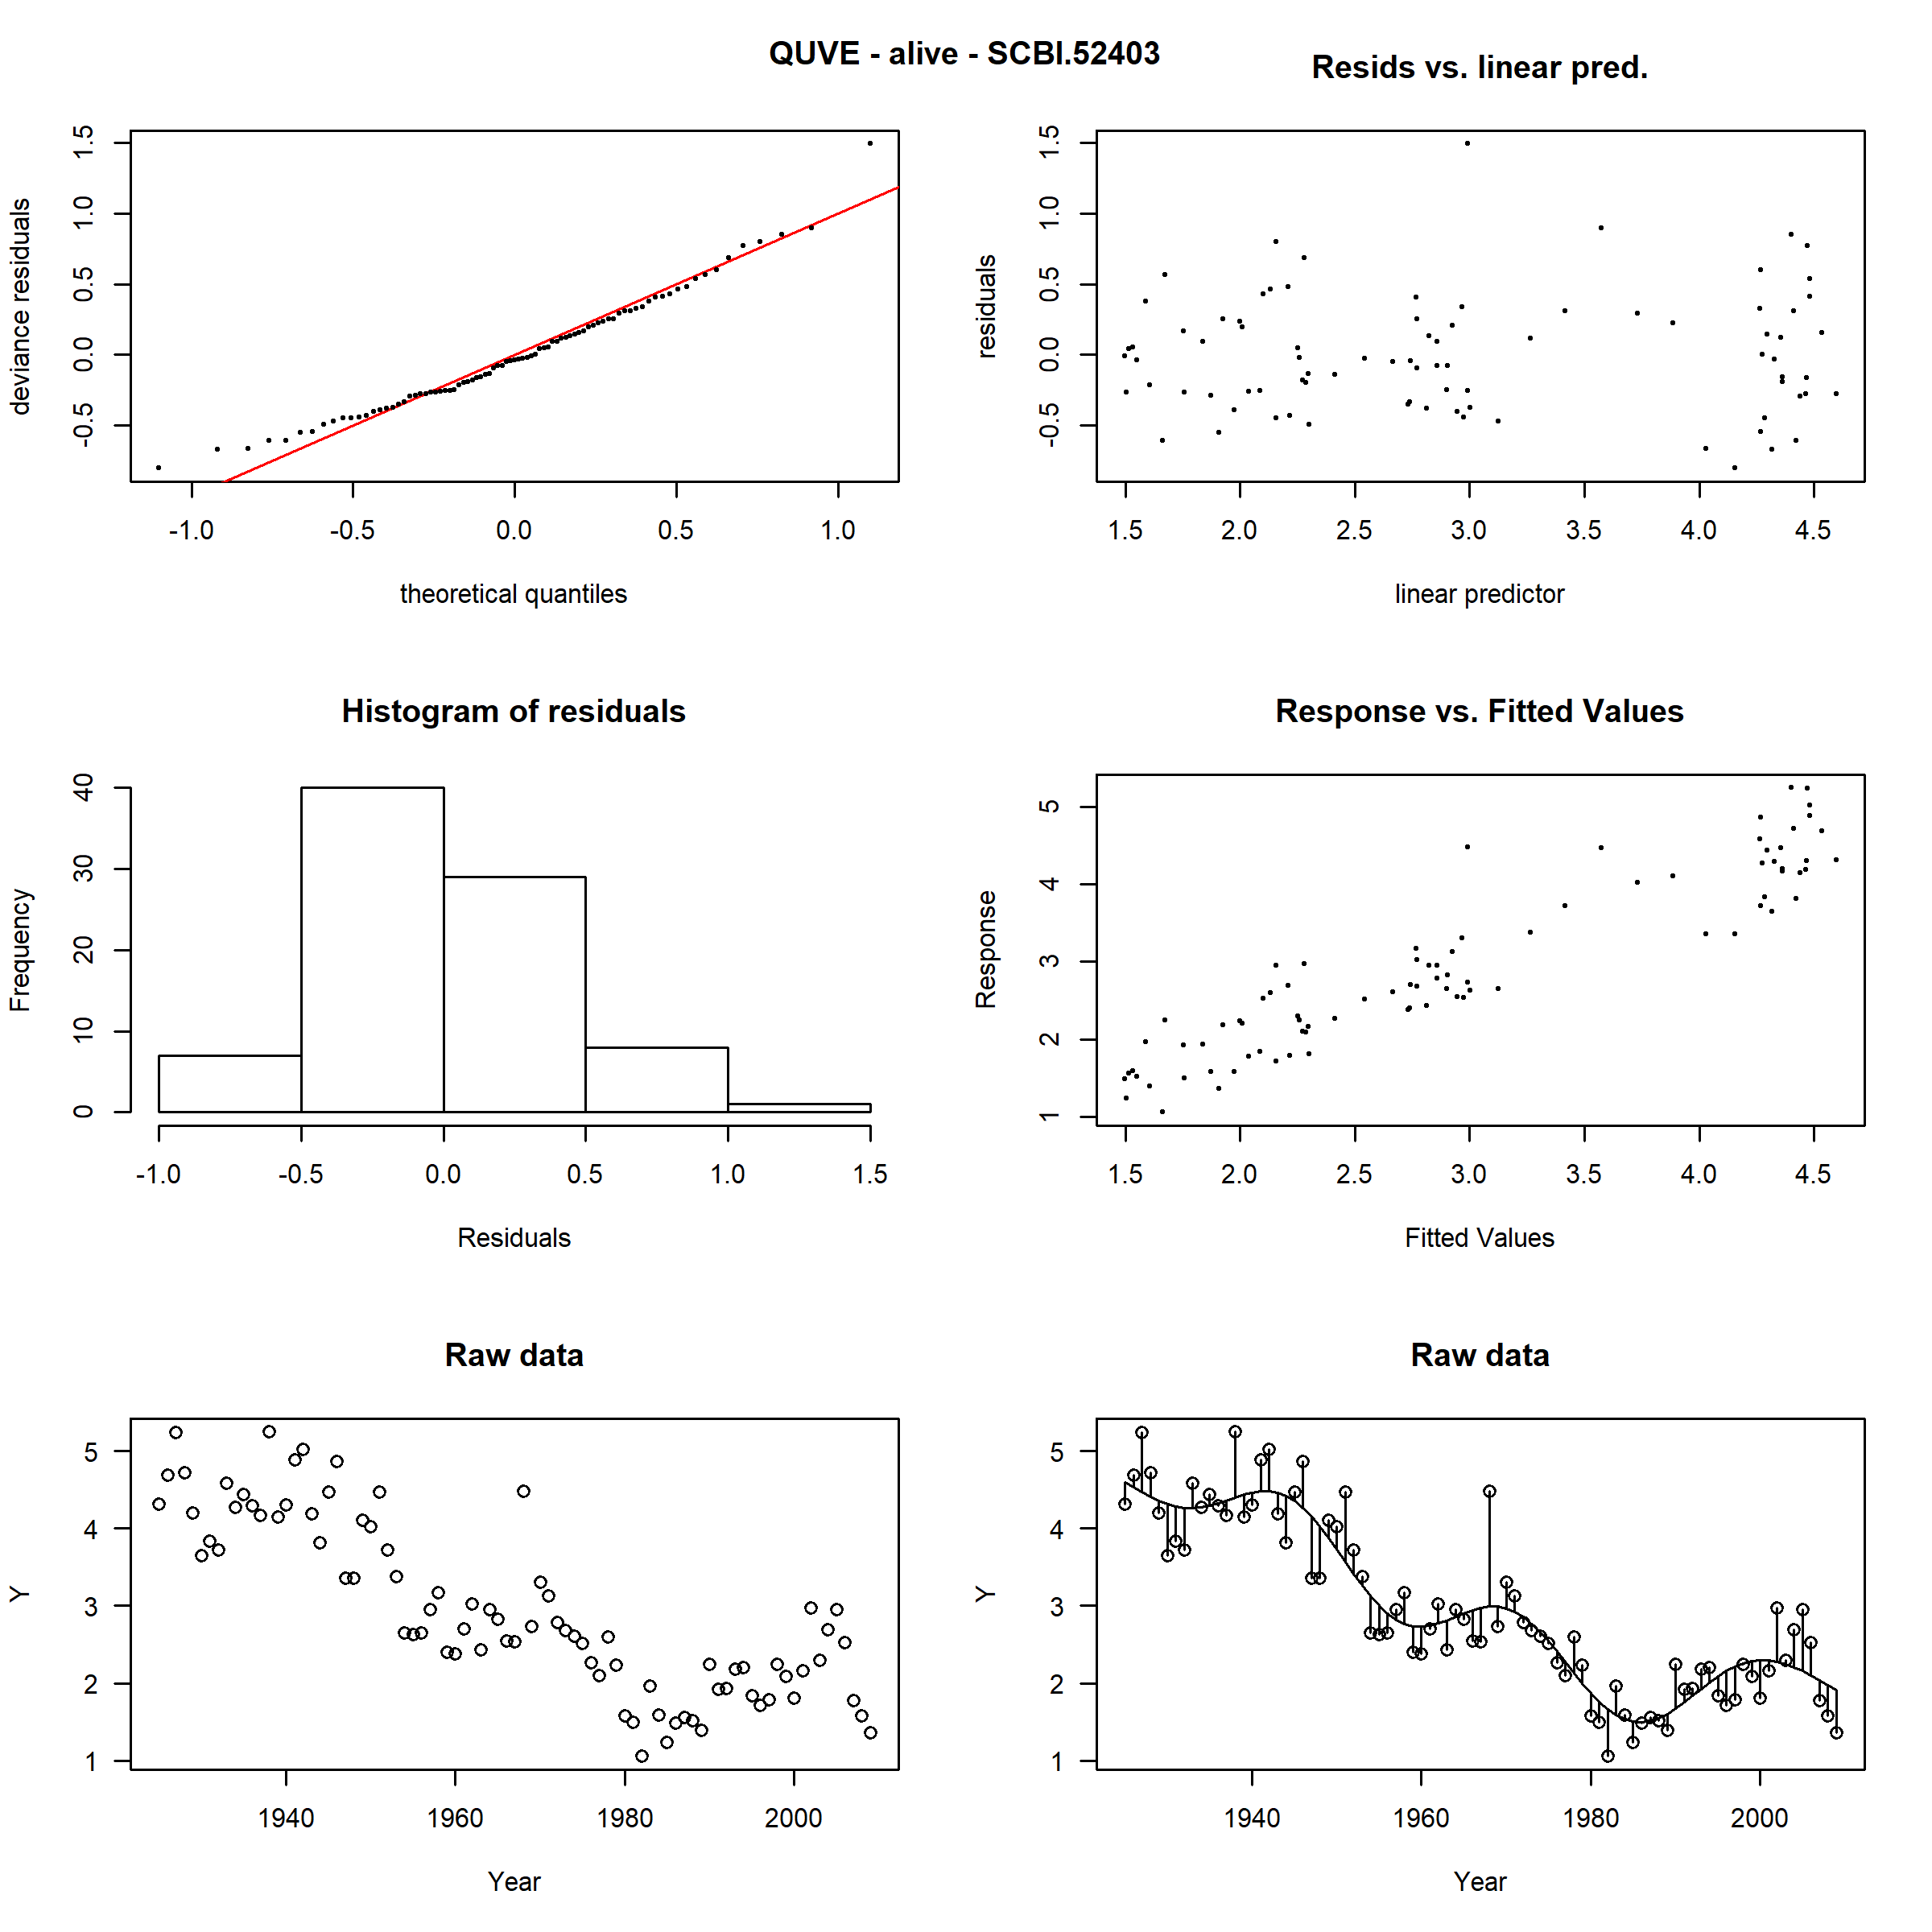 QUVE - alive - SCBI.52403
Resids vs. linear pred.
deviance residuals
-0.5 0.0 0.5 1.0 1.5
-1.0 -0.5 0.0 0.5 1.0
theoretical quantiles
residuals
-0.5 0.0 0.5 1.0 1.5
1.5 2.0 2.5 3.0 3.5 4.0 4.5
linear predictor
Histogram of residuals
Frequency
0 10 20 30 40
-1.0 -0.5 0.0 0.5 1.0 1.5
Residuals
Response vs. Fitted Values
Response
1 2 3 4 5
1.5 2.0 2.5 3.0 3.5 4.0 4.5
Fitted Values
Raw data
Y
1 2 3 4 5
1940 1960 1980 2000
Year
Raw data
Y
1 2 3 4 5
1940 1960 1980 2000
Year